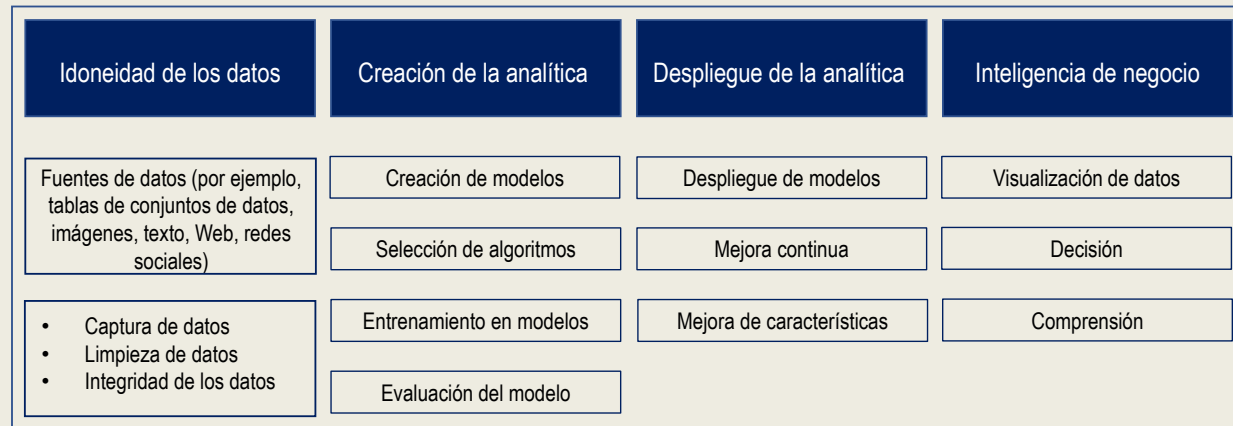 Idoneidad de los datos
Creación de la analítica
Despliegue de la analítica
Inteligencia de negocio
Fuentes de datos (por ejemplo,
tablas de conjuntos de datos,
imágenes, texto, Web, redes
sociales)
• Captura de datos
• Limpieza de datos
• Integridad de los datos
Creación de modelos
Selección de algoritmos
Entrenamiento en modelos
Evaluación del modelo
Despliegue de modelos
Mejora continua
Mejora de características
Visualización de datos
Decisión
Comprensión